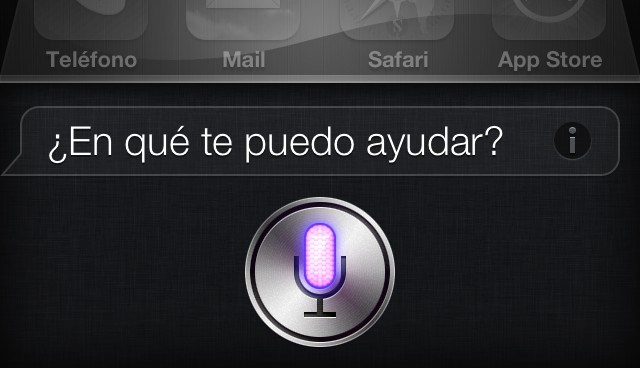 Teléfono Mail Safari App Store
¿En qué te puedo ayudar?
i